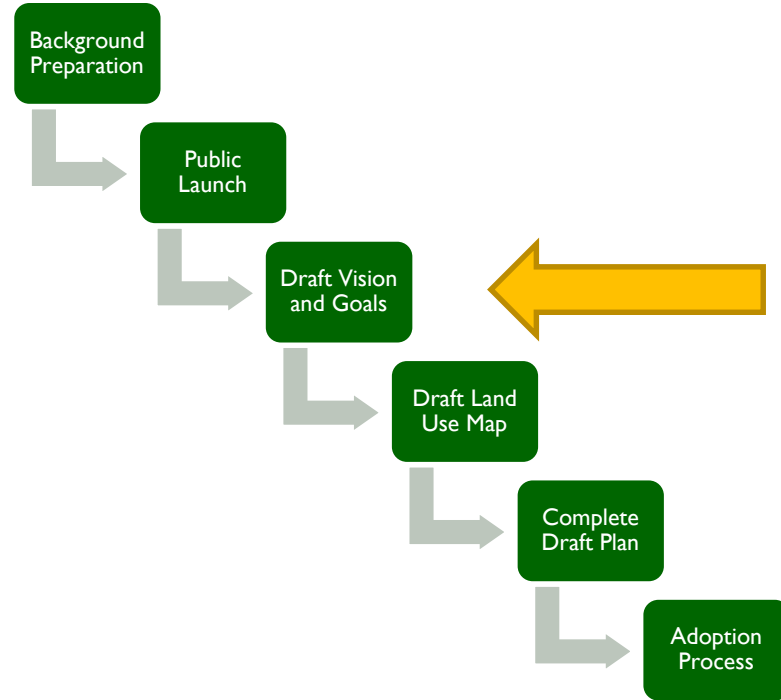 Background
Preparation
Public
Launch
Draft Vision
and Goals
Draft Land
Use Map
Complete
Draft Plan
Adoption
Process